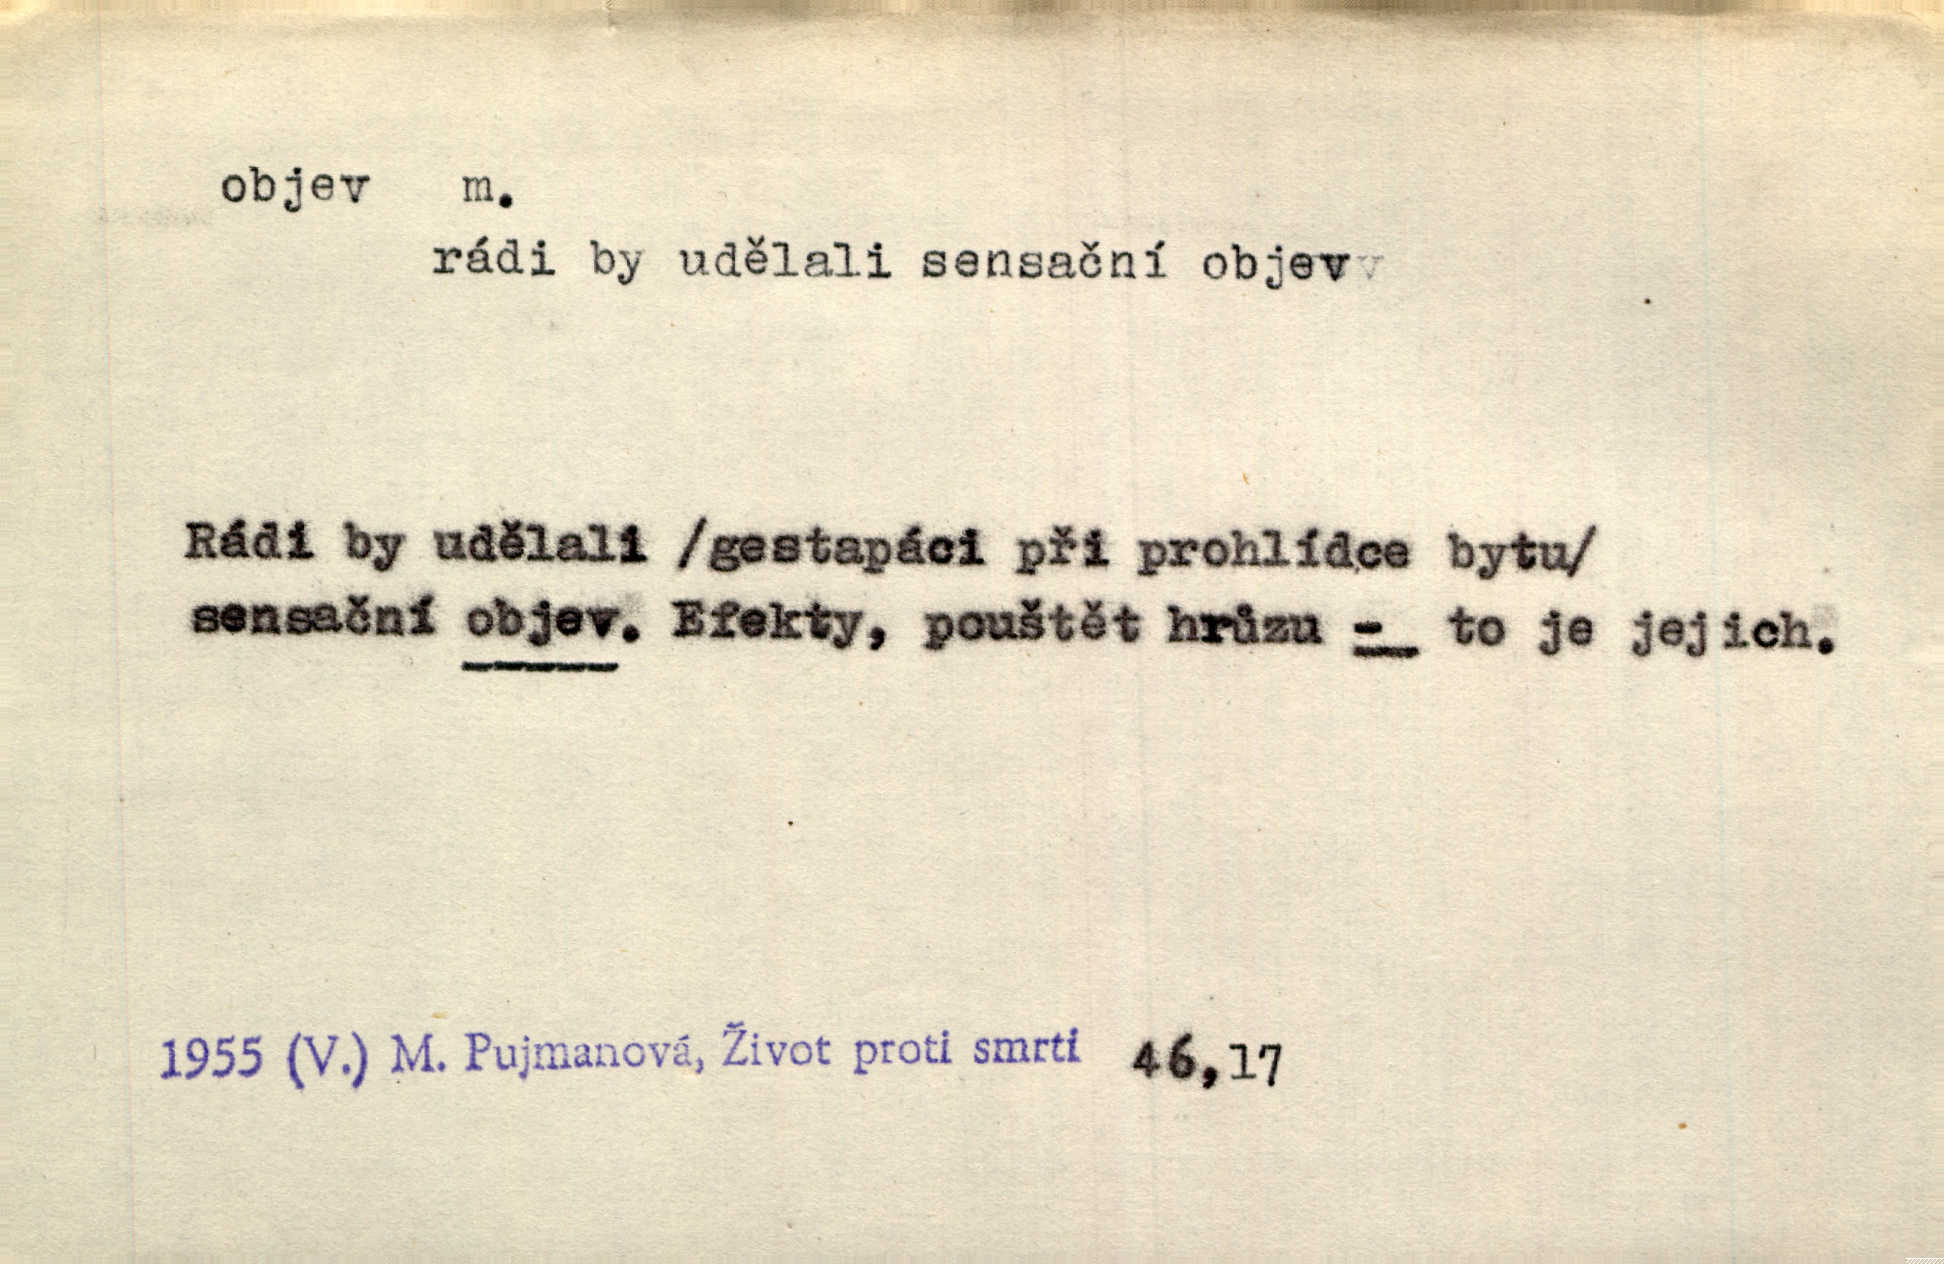 objev m.
rádi by udělali sensační objev
Rádi by udělali /gestapáci při prohlídce bytu/
sensační objev. Efekty, pouštět hrůzu - to je jejich.
1955 (V.) M. Pujmanová, Život proti smrti 46,17